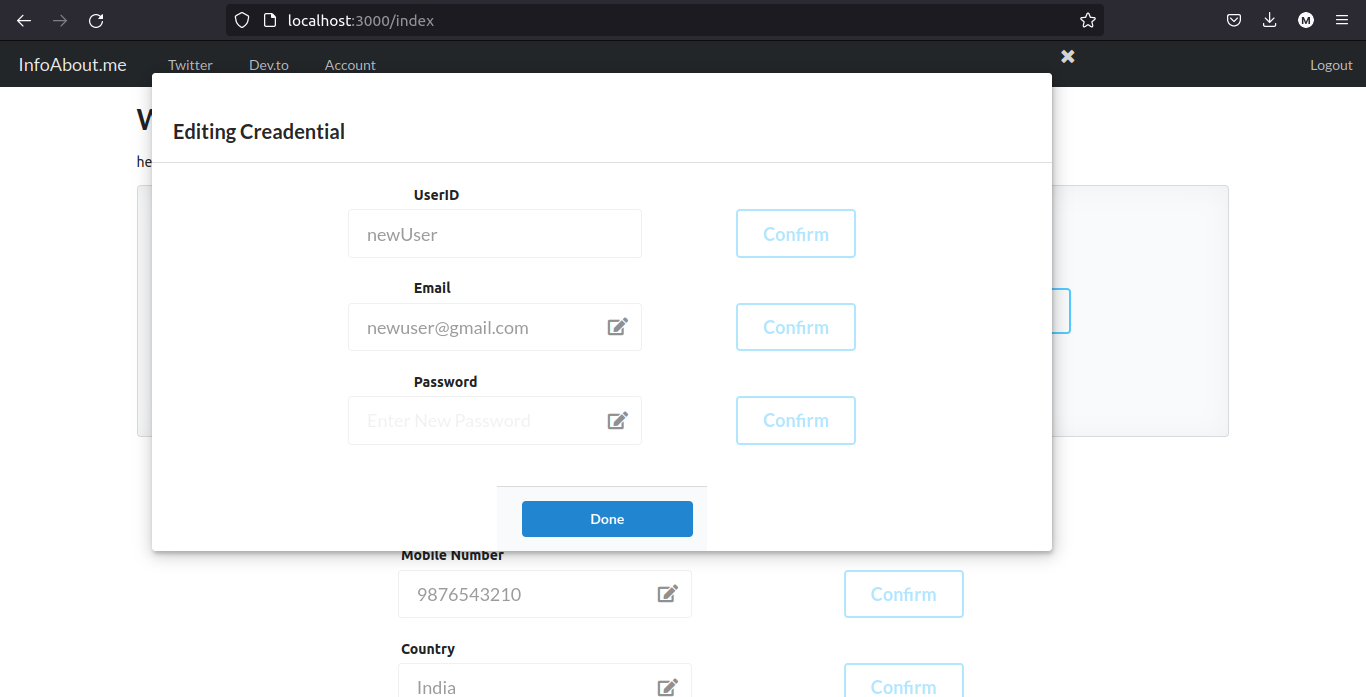 localhost:3000/index
M
InfoAbout.me Twitter Dev.to Account Logout
Editing Creadential
he
UserID
newUser Confirm
Email
newuser@gmail.com Confirm
Password
Enter New Password Confirm
Done
Mobile Number
9876543210 Confirm
Country
India Confirm